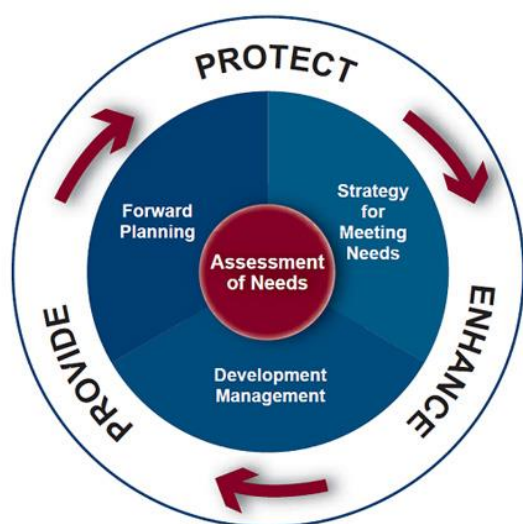 PROTECT
Forward
Planning
Strategy
for
Meeting
Needs
Assessment
of Needs
Development
Management
ENHANCE
PROVIDE